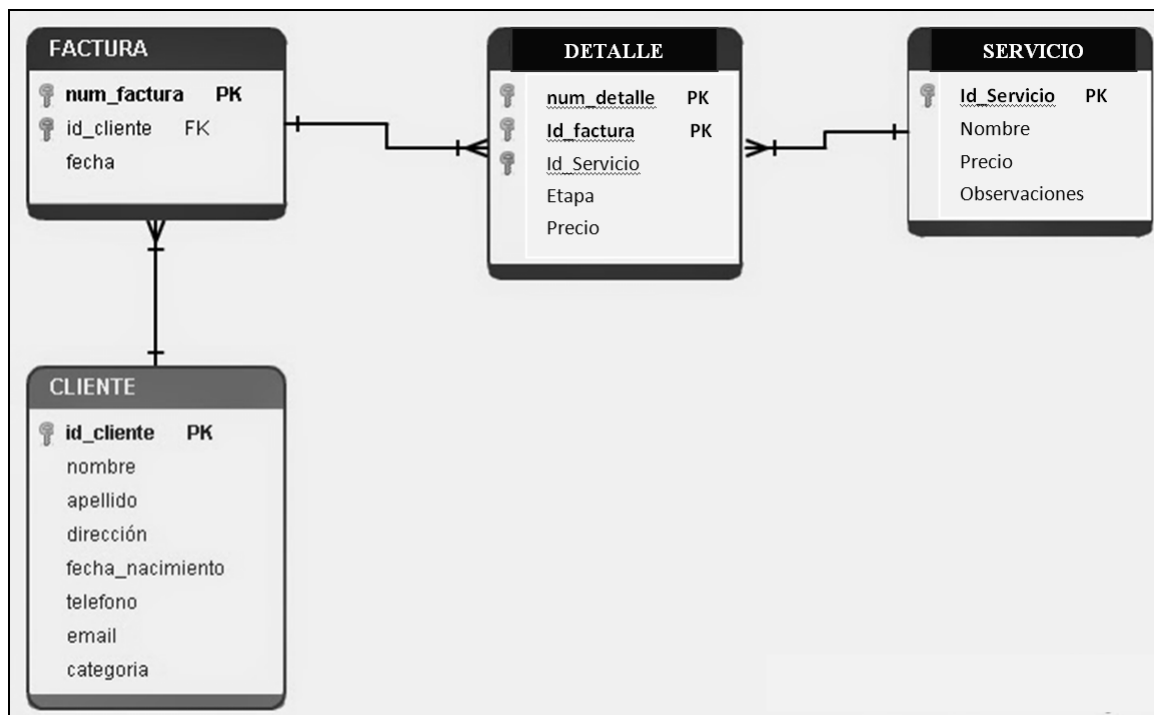 FACTURA
num_factura PK
id_cliente FK
fecha
DETALLE
num_detalle PK
Id_factura PK
Id_Servicio
Etapa
Precio
SERVICIO
Id_Servicio PK
Nombre
Precio
Observaciones
CLIENTE
id_cliente PK
nombre
apellido
dirección
fecha_nacimiento
telefono
email
categoria